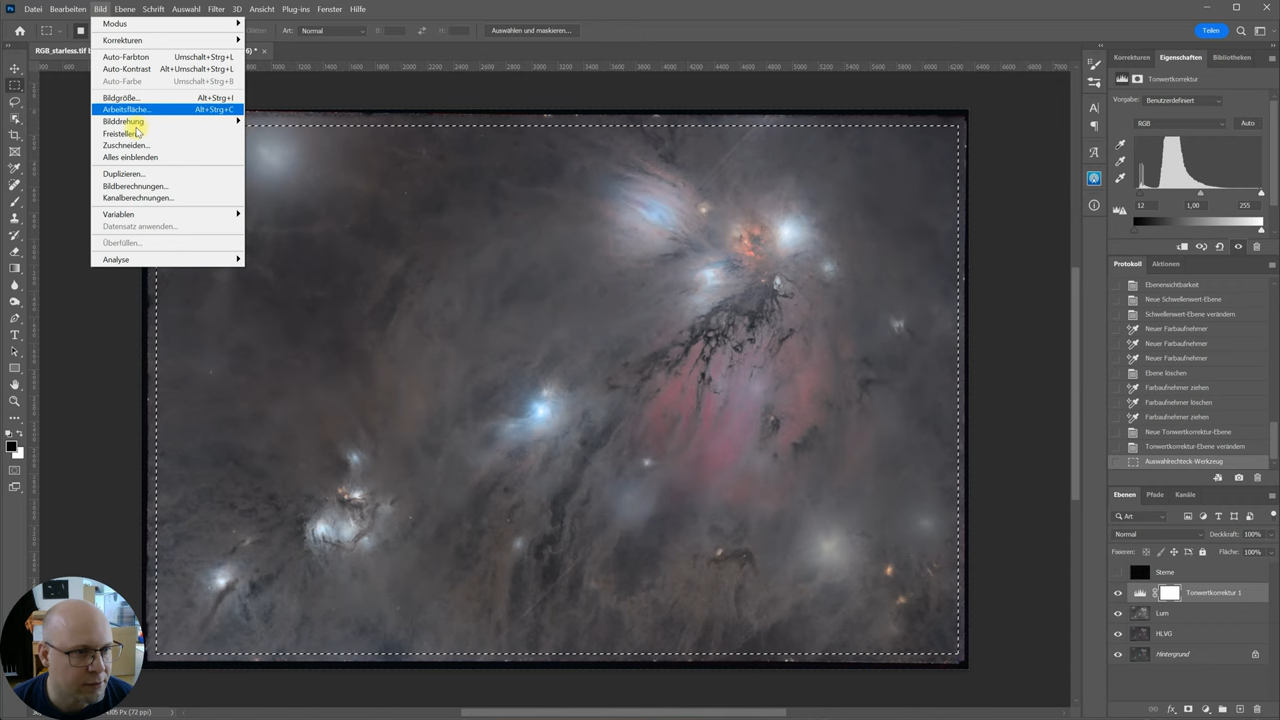 Datei Bearbeiten Bild Ebene Schrift Auswahl Filter 3D Ansicht Plug-ins Fenster Hilfe
Art: Normal Auswählen und maskieren... Teilen
RGB_starless.tif
Modus
Korrekturen
Auto-Farbton Umschalt+Strg+L
Auto-Kontrast Alt+Umschalt+Strg+L
Auto-Farbe Umschalt+Strg+B
Bildgröße... Alt+Strg+I
Arbeitsfläche... Alt+Strg+C
Bilddrehung
Freistellen
Zuschneiden...
Alles einblenden
Duplizieren...
Bildberechnungen...
Kanalberechnungen...
Variablen
Datensatz anwenden...
Überfüllen...
Analyse
Korrekturen Eigenschaften Bibliotheken
Tonwertkorrektur
Vorgabe: Benutzerdefiniert
RGB Auto
12 1,00 255
Protokoll Aktionen
Ebenensichtbarkeit
Neue Schwellenwert-Ebene
Schwellenwert-Ebene verändern
Neuer Farbaufnehmer
Neuer Farbaufnehmer
Neuer Farbaufnehmer
Ebene löschen
Farbaufnehmer ziehen
Farbaufnehmer löschen
Farbaufnehmer ziehen
Neue Tonwertkorrektur-Ebene
Tonwertkorrektur-Ebene verändern
Auswahlrechteck-Werkzeug
Ebenen Pfade Kanäle
Art
Normal Deckkraft: 100%
Fixieren: Fläche: 100%
Sterne
Tonwertkorrektur 1
Lum
HLVG
Hintergrund
Px (72 ppi)